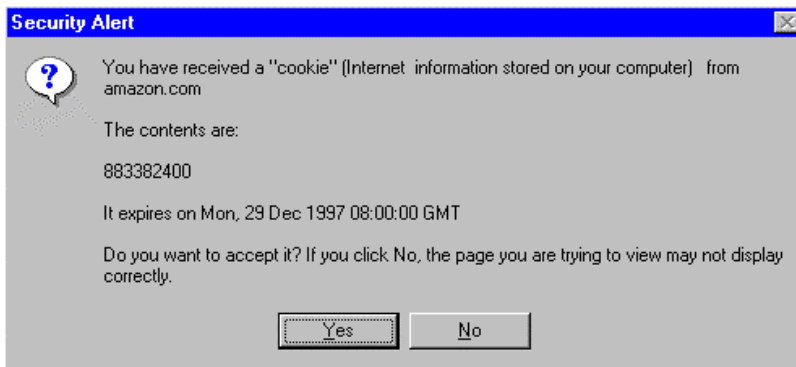 Security Alert
You have received a "cookie" (Internet information stored on your computer) from
amazon.com
The contents are:
883382400
It expires on Mon, 29 Dec 1997 08:00:00 GMT
Do you want to accept it? If you click No, the page you are trying to view may not display
correctly.
Yes No